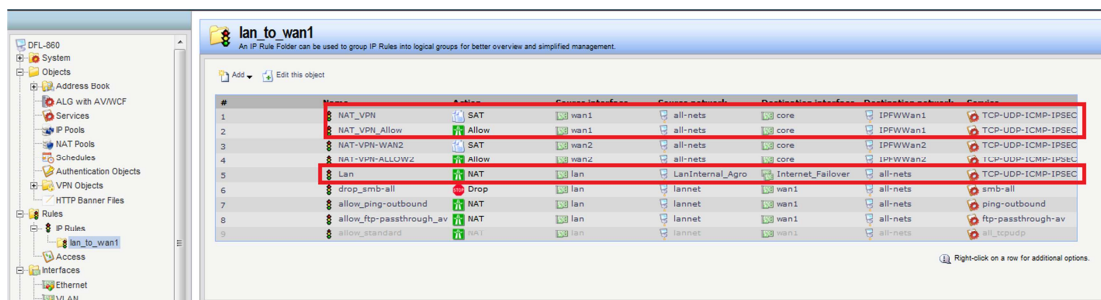 DFL-860
System
Objects
Address Book
ALG with AV/WCF
Services
IP Pools
NAT Pools
Schedules
Authentication Objects
VPN Objects
HTTP Banner Files
Rules
IP Rules
lan_to_wan1
Access
Interfaces
Ethernet
VLAN
lan_to_wan1
An IP Rule Folder can be used to group IP Rules into logical groups for better overview and simplified management.
Add Edit this object
# Name Action Source interface Source network Destination interface Destination network Service
1 NAT_VPN SAT wan1 all-nets core IPFWWan1 TCP-UDP-ICMP-IPSEC
2 NAT_VPN_Allow Allow wan1 all-nets core IPFWWan1 TCP-UDP-ICMP-IPSEC
3 NAT-VPN-WAN2 SAT wan2 all-nets core IPFWWan2 TCP-UDP-ICMP-IPSEC
4 NAT-VPN-ALLOW2 Allow wan2 all-nets core IPFWWan2 TCP-UDP-ICMP-IPSEC
5 Lan NAT lan LanInternal_Agro Internet_Failover all-nets TCP-UDP-ICMP-IPSEC
6 drop_smb-all Drop lan lannet wan1 all-nets smb-all
7 allow_ping-outbound NAT lan lannet wan1 all-nets ping-outbound
8 allow_ftp-passthrough_av NAT lan lannet wan1 all-nets ftp-passthrough-av
9 allow_standard NAT lan lannet wan1 all-nets all_tcpudp
Right-click on a row for additional options.